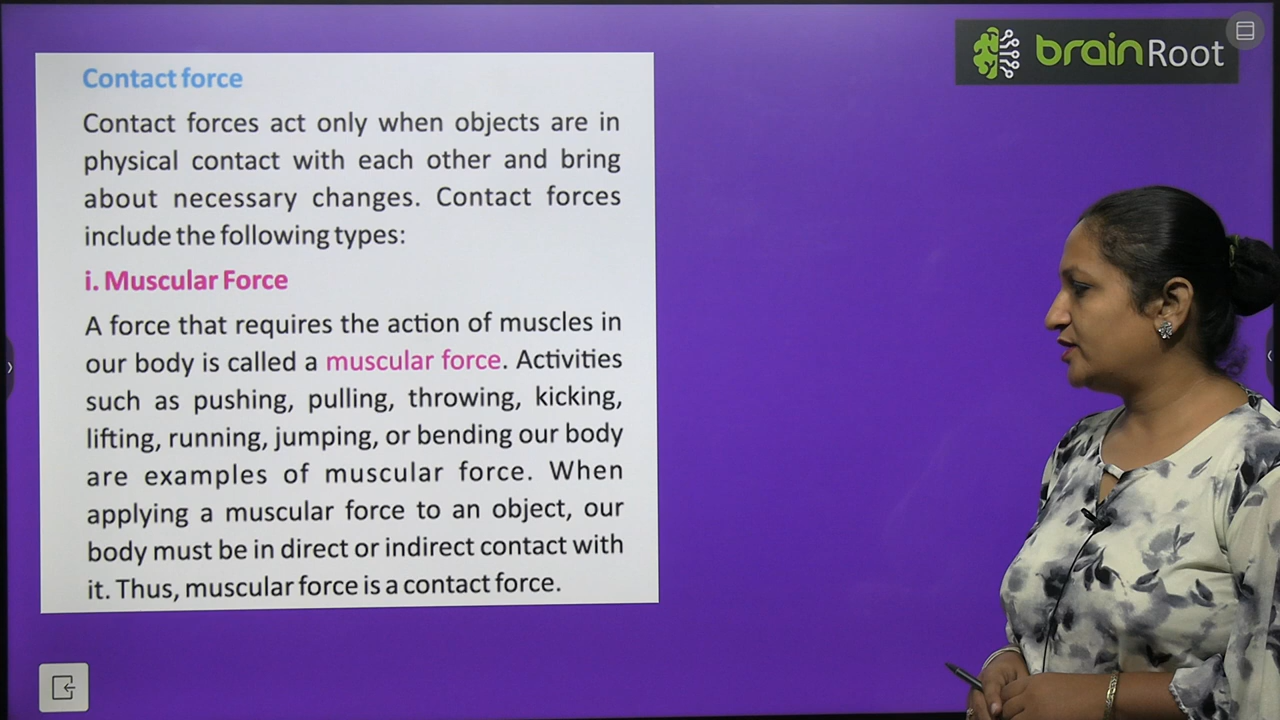 brainRoot
Contact force
Contact forces act only when objects are in
physical contact with each other and bring
about necessary changes. Contact forces
include the following types:
i. Muscular Force
A force that requires the action of muscles in
our body is called a muscular force. Activities
such as pushing, pulling, throwing, kicking,
lifting, running, jumping, or bending our body
are examples of muscular force. When
applying a muscular force to an object, our
body must be in direct or indirect contact with
it. Thus, muscular force is a contact force.